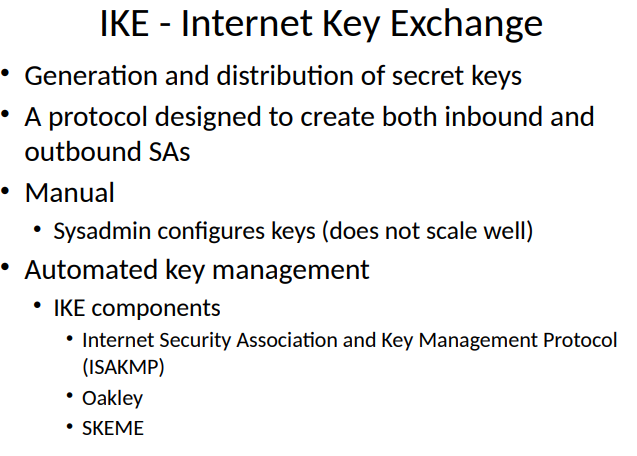 IKE - Internet Key Exchange
• Generation and distribution of secret keys
• A protocol designed to create both inbound and
outbound SAs
• Manual
• Sysadmin configures keys (does not scale well)
• Automated key management
• IKE components
• Internet Security Association and Key Management Protocol
(ISAKMP)
• Oakley
• SKEME